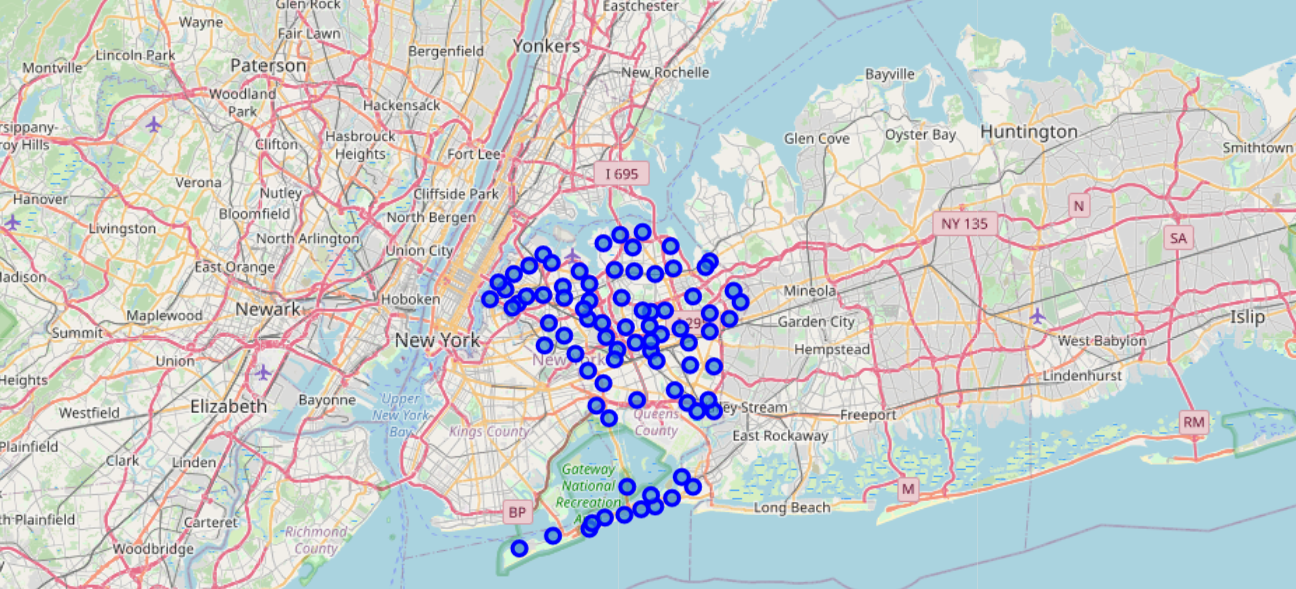 Glen Rock
Eastchester
Wayne
Fair Lawn
Yonkers
Bergenfield
Lincoln Park
Paterson
Montville
New Rochelle
Bayville
Woodland
Park
Hackensack
Glen Cove
Oyster Bay
Huntington
rsippany-
roy Hills
Hasbrouck
Heights
Clifton
Fort Lee
Smithtown
I 695
Verona
Nutley
Cliffside Park
Hanover
Bloomfield
North Bergen
N
NY 135
Livingston
North Arlington
Union City
SA
East Orange
adison
Mineola
Hoboken
Newark
Maplewood
Garden City
Islip
Summit
New York
29
West Babylon
Hempstead
Union
New York
Heights
Lindenhurst
Elizabeth
Bayonne
Upper
New York
Bay
Westfield
ey Stream
Freeport
Queens
County
Kings County
RM
East Rockaway
Plainfield
Clark
Linden
Gateway
National
Recreation
A
M
BP
Long Beach
th Plainfield
Carteret
Richmond
County
Woodbridge